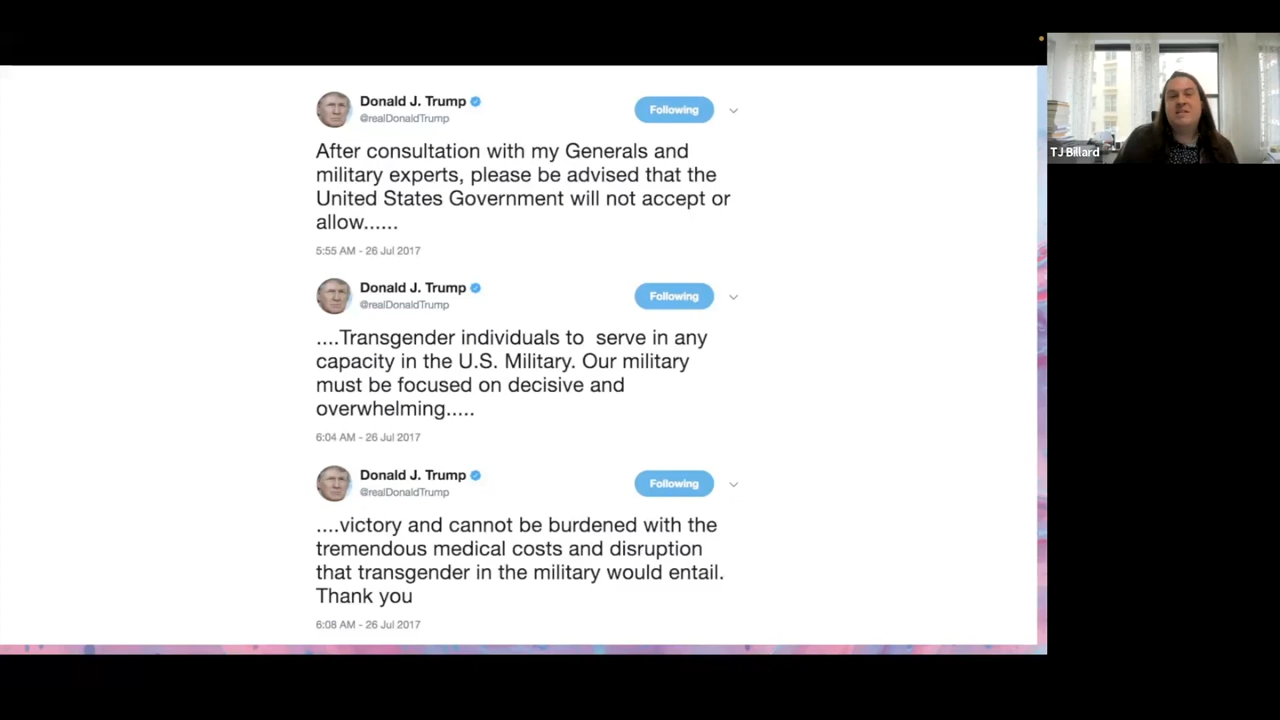 Donald J. Trump
@realDonaldTrump
Following
After consultation with my Generals and
military experts, please be advised that the
United States Government will not accept or
allow......
5:55 AM - 26 Jul 2017
Donald J. Trump
@realDonaldTrump
Following
....Transgender individuals to  serve in any
capacity in the U.S. Military. Our military
must be focused on decisive and
overwhelming.....
6:04 AM - 26 Jul 2017
Donald J. Trump
@realDonaldTrump
Following
....victory and cannot be burdened with the
tremendous medical costs and disruption
that transgender in the military would entail.
Thank you
6:08 AM - 26 Jul 2017
TJ Billard